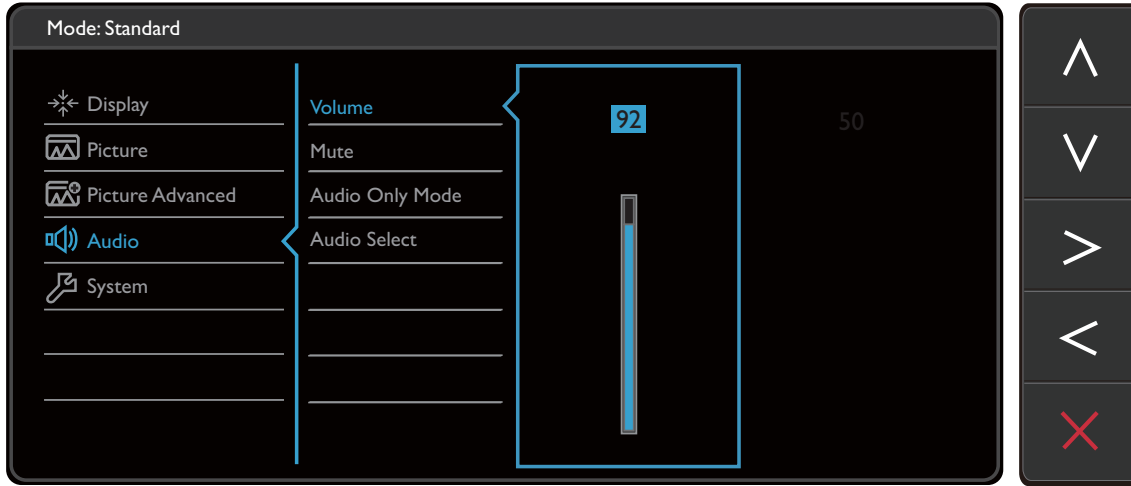 Mode: Standard
Display
Picture
Picture Advanced
Audio
System
Volume
Mute
Audio Only Mode
Audio Select
92
50